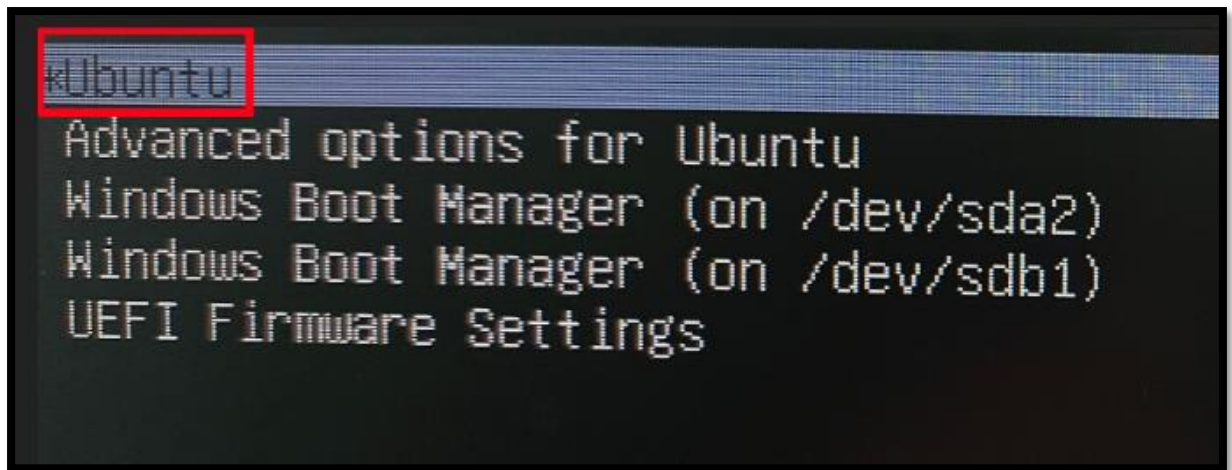 *Ubuntu
Advanced options for Ubuntu
Windows Boot Manager (on /dev/sda2)
Windows Boot Manager (on /dev/sdb1)
UEFI Firmware Settings